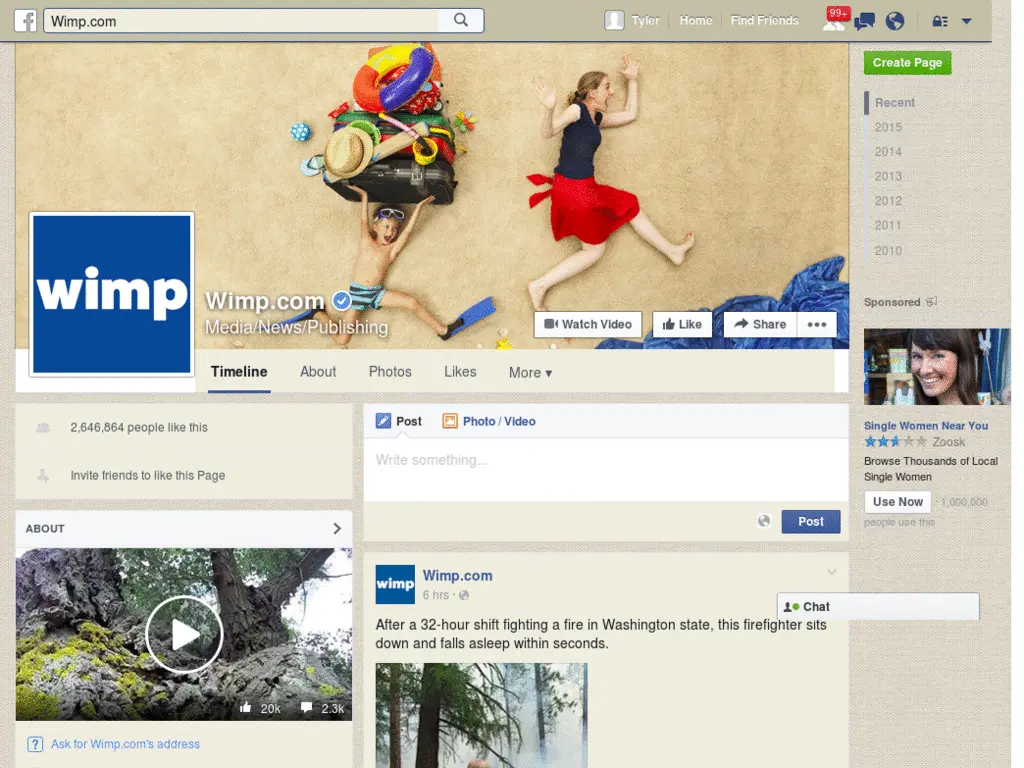 Wimp.com
Tyler
Home
Find Friends
99+
Create Page
Recent
2015
2014
2013
2012
2011
2010
wimp
Wimp.com
Media/News/Publishing
Watch Video
Like
Share
•••
Timeline
About
Photos
Likes
More ▾
2,646,864 people like this
Invite friends to like this Page
ABOUT
20k
2.3k
Ask for Wimp.com's address
Post
Photo / Video
Write something...
Post
wimp
Wimp.com
6 hrs ·
After a 32-hour shift fighting a fire in Washington state, this firefighter sits
down and falls asleep within seconds.
Sponsored
Single Women Near You
Zoosk
Browse Thousands of Local
Single Women
Use Now · 1,000,000
people use this
Chat